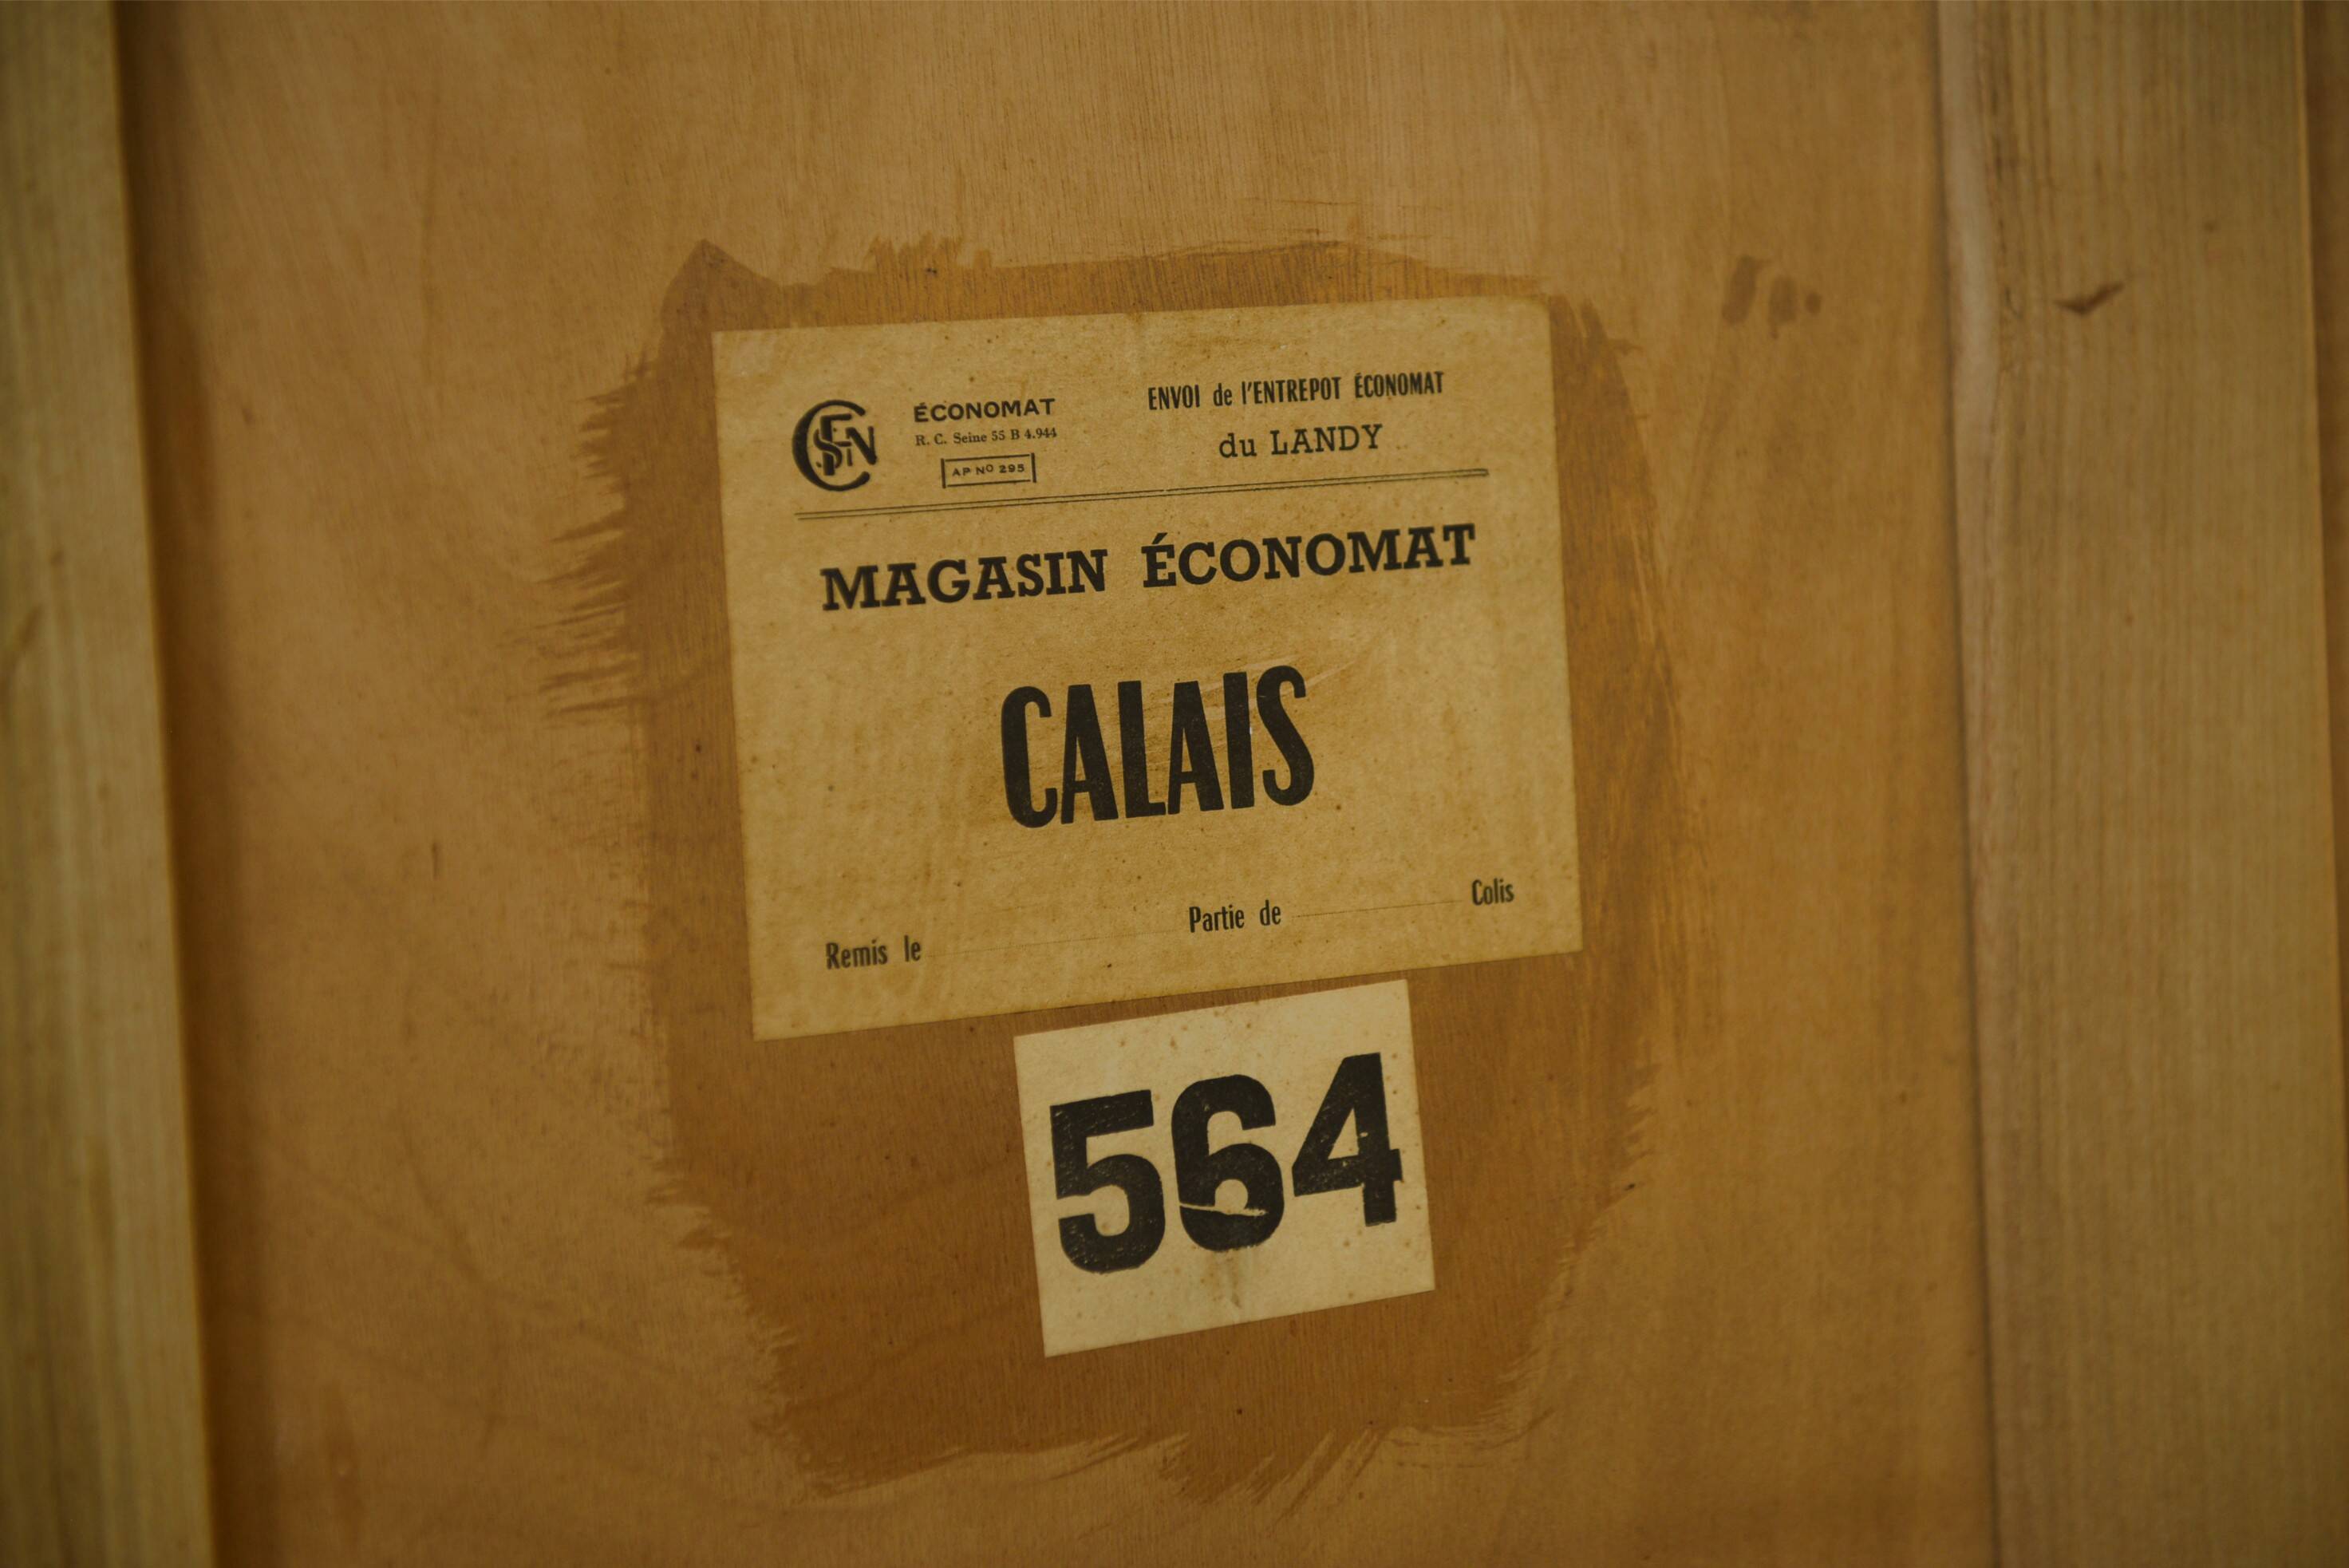 SNCF
ÉCONOMAT
R. C. Seine 55 B 4.944
AP Nº 295
ENVOI de l'ENTREPOT ÉCONOMAT
du LANDY
MAGASIN ÉCONOMAT
CALAIS
Remis le Partie de Colis
564